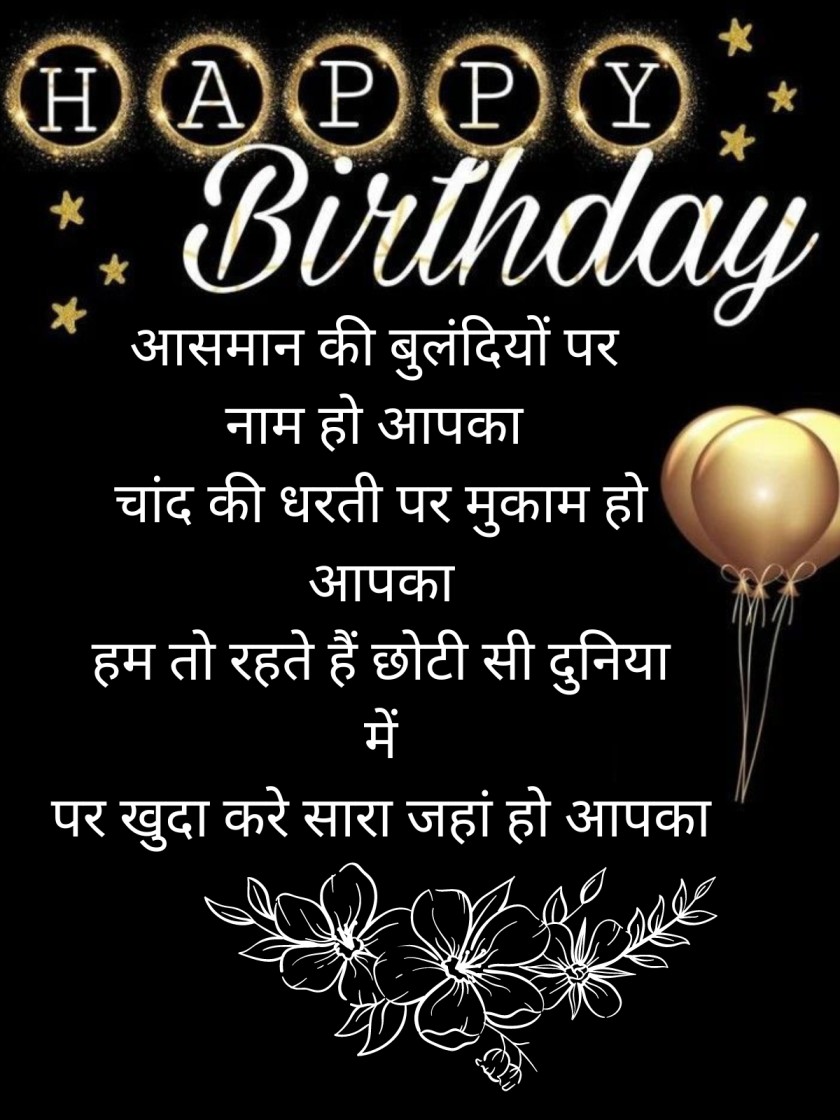 HAPPY
Birthday
आसमान की बुलंदियों पर
नाम हो आपका
चांद की धरती पर मुकाम हो
आपका
हम तो रहते हैं छोटी सी दुनिया
में
पर खुदा करे सारा जहां हो आपका